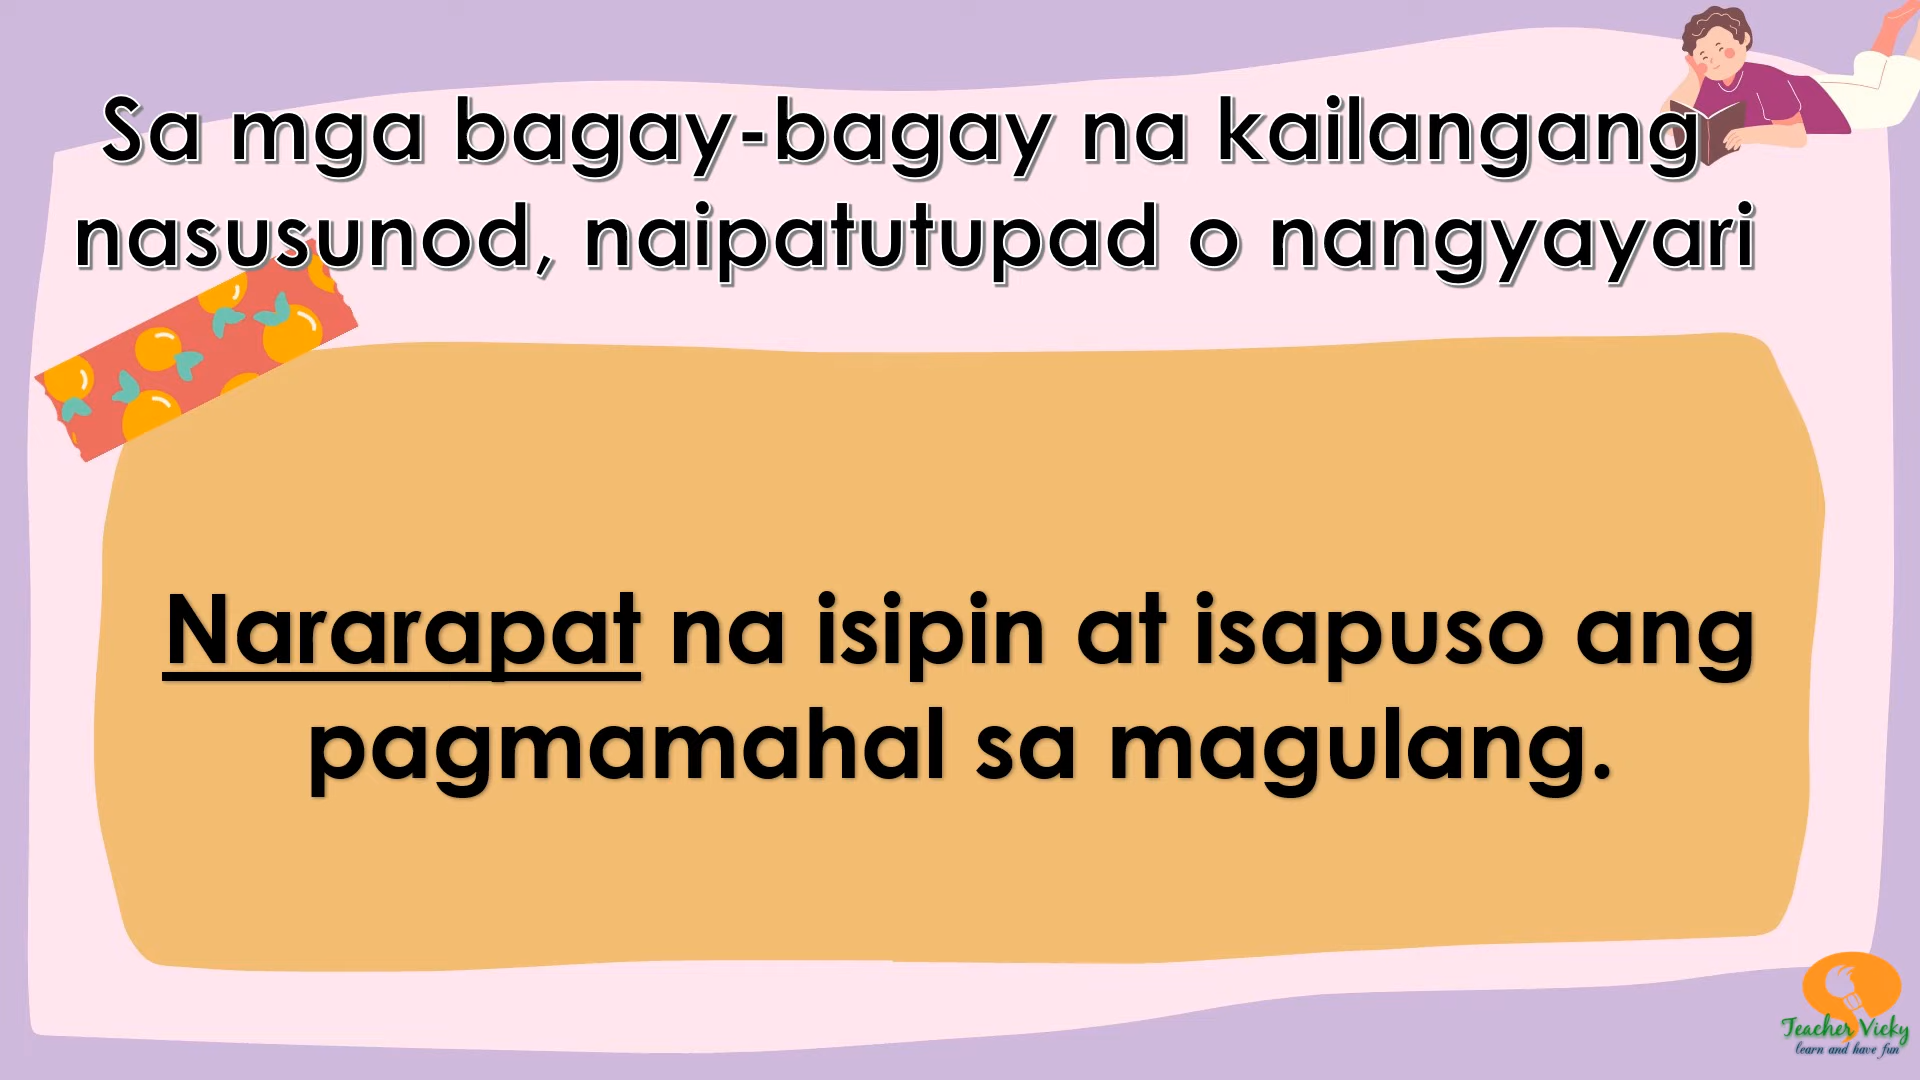 Sa mga bagay-bagay na kailangang
nasusunod, naipatutupad o nangyayari
Nararapat na isipin at isapuso ang
pagmamahal sa magulang.
Teacher Vicky
learn and have fun